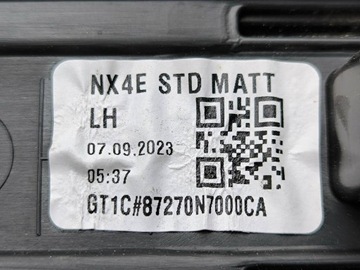 NX4E STD MATT
LH
07.09.2023
05:37
GT1C#87270N7000CA